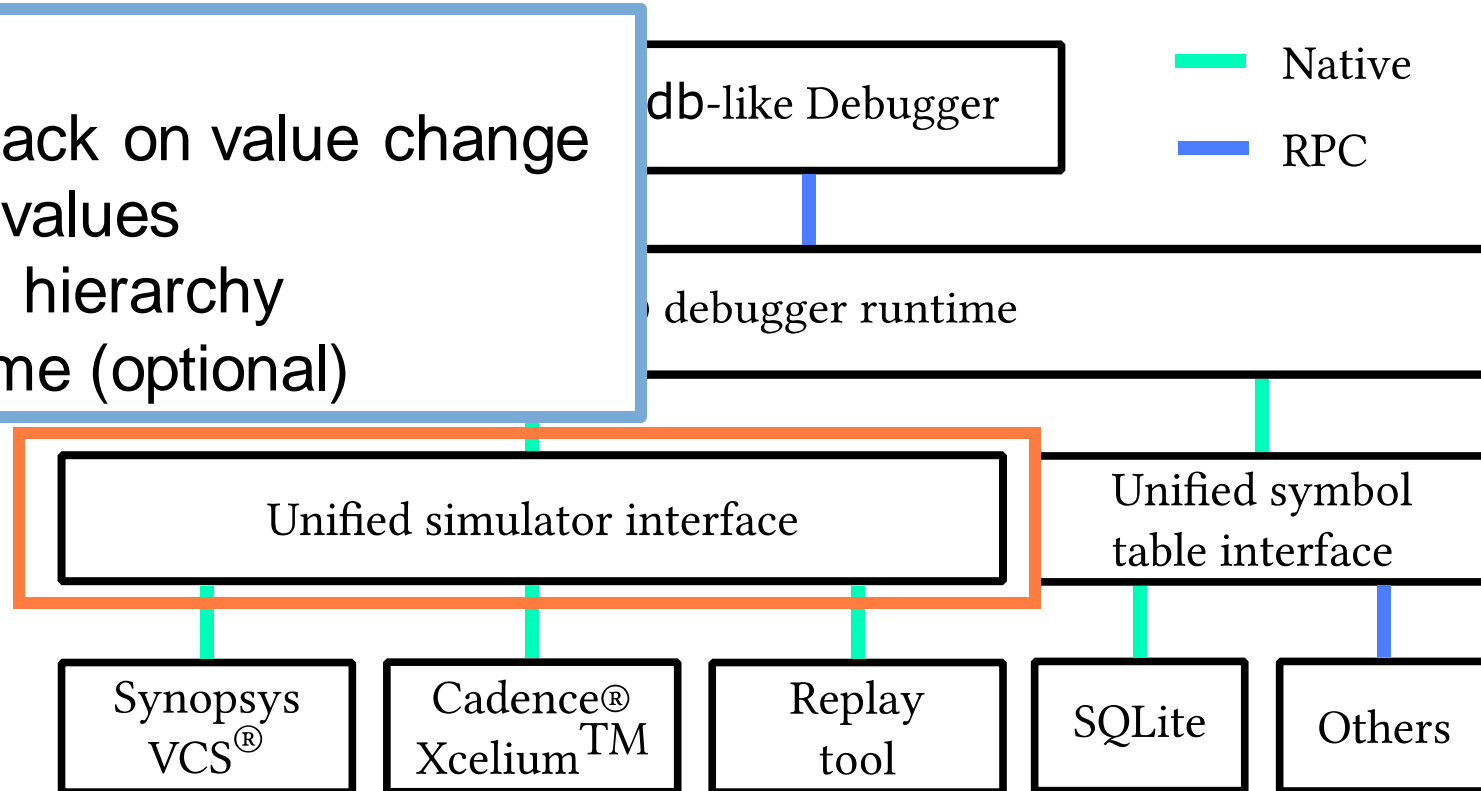 ack on value change
values
hierarchy
me (optional)
db-like Debugger
Native
RPC
debugger runtime
Unified simulator interface
Unified symbol
table interface
Synopsys
VCS®
Cadence®
Xcelium™
Replay
tool
SQLite
Others